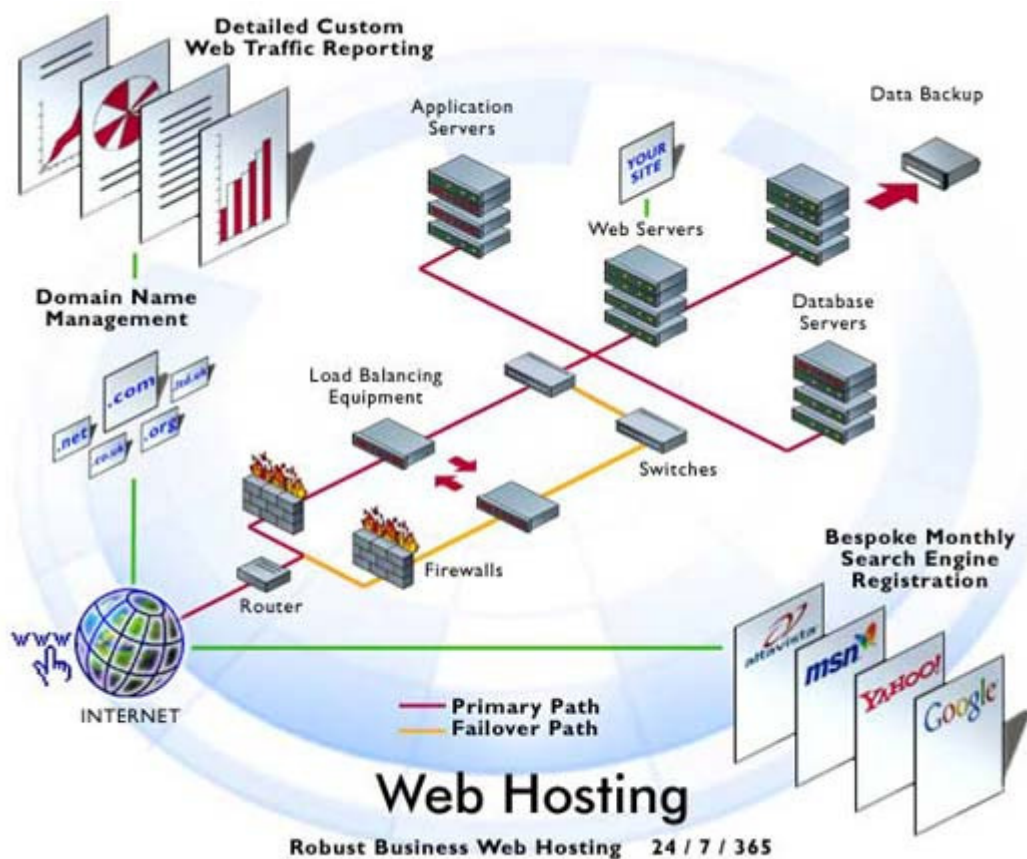 Detailed Custom
Web Traffic Reporting
Application
Servers
Data Backup
YOUR
SITE
Web Servers
Domain Name
Management
Database
Servers
.com
.ltd.uk
.net
.co.uk
.org
Load Balancing
Equipment
Switches
Firewalls
Router
Bespoke Monthly
Search Engine
Registration
www
INTERNET
altavista
msn
YAHOO!
Google
Primary Path
Failover Path
Web Hosting
Robust Business Web Hosting 24 / 7 / 365